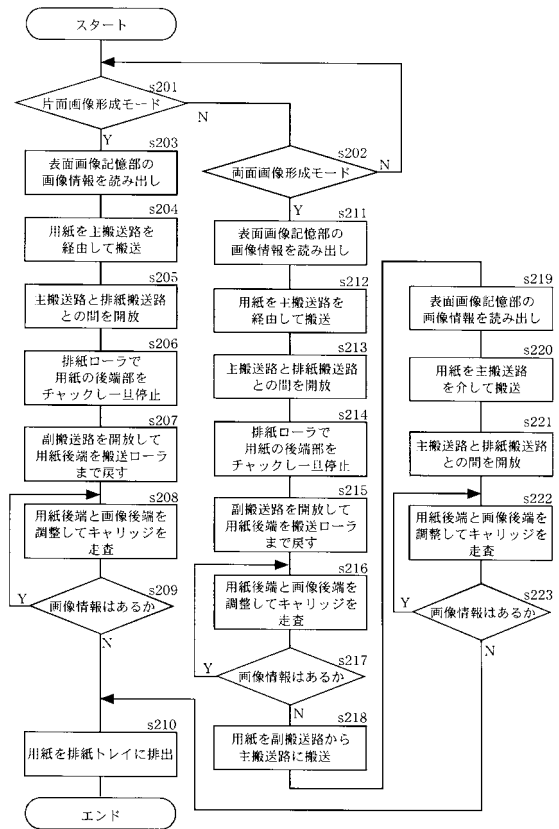 スタート
s201
片面画像形成モード
N
Y
s203
表面画像記憶部の
画像情報を読み出し
s204
用紙を主搬送路を
経由して搬送
s205
主搬送路と排紙搬送路
との間を開放
s206
排紙ローラで
用紙の後端部を
チャックし一旦停止
s207
副搬送路を開放して
用紙後端を搬送ローラ
まで戻す
s208
用紙後端と画像後端を
調整してキャリッジを
走査
s209
Y
画像情報はあるか
N
s210
用紙を排紙トレイに排出
エンド
s202
両面画像形成モード
N
Y
s211
表面画像記憶部の
画像情報を読み出し
s212
用紙を主搬送路を
経由して搬送
s213
主搬送路と排紙搬送路
との間を開放
s214
排紙ローラで
用紙の後端部を
チャックし一旦停止
s215
副搬送路を開放して
用紙後端を搬送ローラ
まで戻す
s216
用紙後端と画像後端を
調整してキャリッジを
走査
s217
Y
画像情報はあるか
N
s218
用紙を副搬送路から
主搬送路に搬送
s219
表面画像記憶部の
画像情報を読み出し
s220
用紙を主搬送路
を介して搬送
s221
主搬送路と排紙搬送路
との間を開放
s222
用紙後端と画像後端を
調整してキャリッジを
走査
s223
Y
画像情報はあるか
N